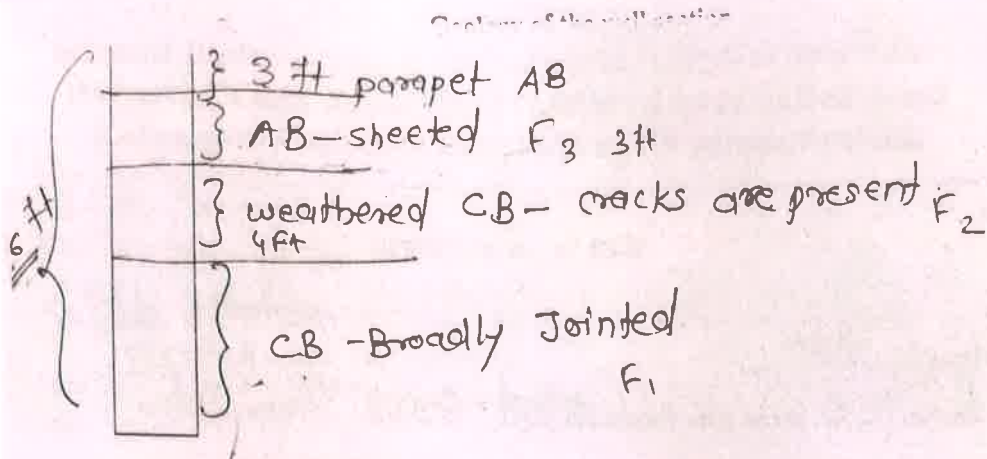 3 ft parapet AB
AB-sheeted F3 3ft
weathered CB- cracks are present F2
4FT
6 ft
CB -Broadly Jointed
F1